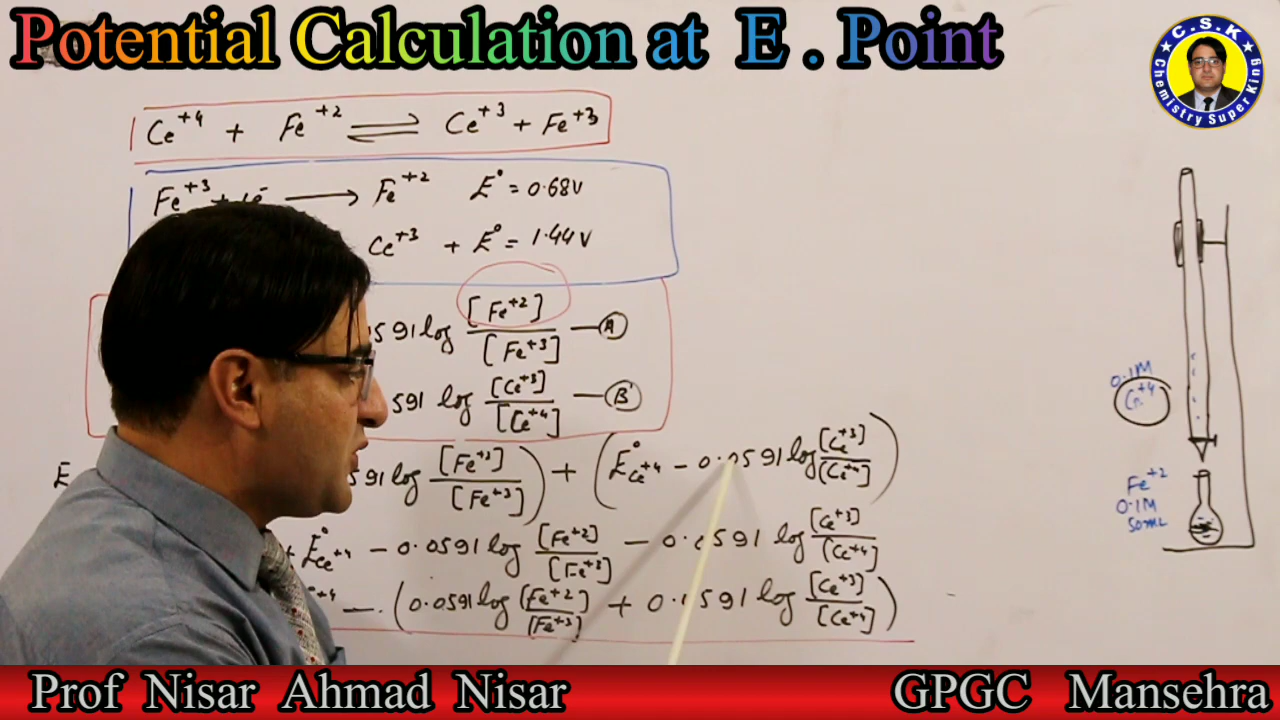 Potential Calculation at E . Point
C.S.K
Chemistry Super King
Ce+4 + Fe+2 ⇌ Ce+3 + Fe+3
Fe+3 + 1e- ⟶ Fe+2 E° = 0.68V
Ce+3 + E° = 1.44V
591 log [Fe+2]/[Fe+3] — A
591 log [Ce+3]/[Ce+4] — B
E 591 log [Fe+3]/[Fe+3]) + (E°Ce+4 - 0.0591 log [Ce+3]/[Ce+4])
+ E°Ce+4 - 0.0591 log [Fe+2]/[Fe+3] - 0.0591 log [Ce+3]/[Ce+4]
+4 - (0.0591 log [Fe+2]/[Fe+3] + 0.0591 log [Ce+3]/[Ce+4])
0.1M
Ce+4
Fe+2
0.1M
50mL
Prof Nisar Ahmad Nisar GPGC Mansehra